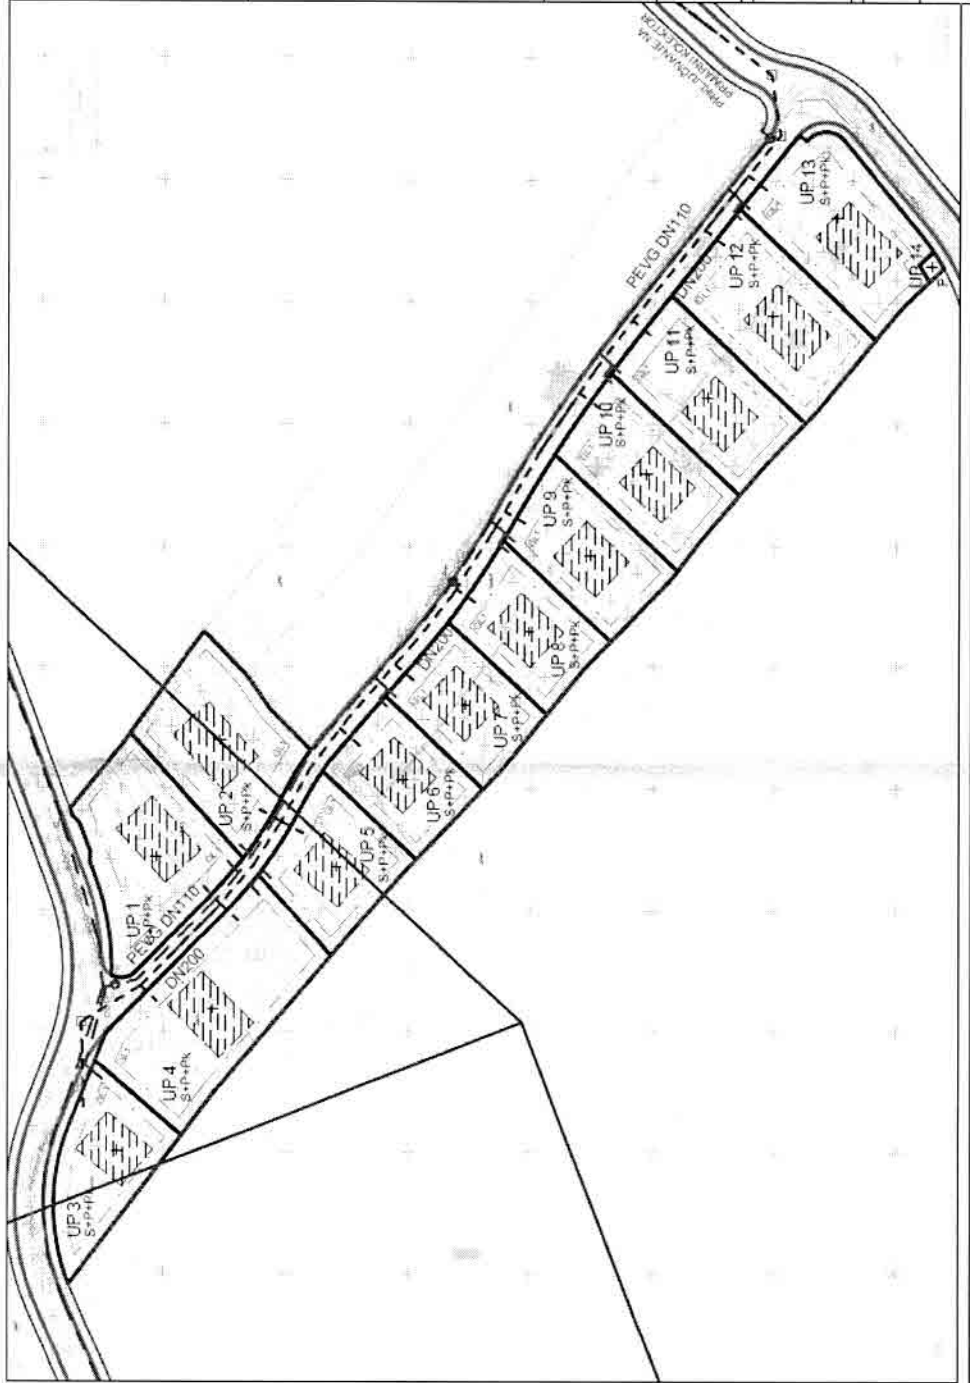 PRIKLJUČIVANJE NA
PRIMARNI KOLEKTOR
PEVG DN110
UP 13
S+P+Pk
UP 14
UP 12
S+P+Pk
DN200
UP 11
S+P+Pk
UP 10
S+P+Pk
UP 9
S+P+Pk
UP 8
S+P+Pk
DN200
UP 7
S+P+Pk
UP 6
S+P+Pk
UP 5
S+P+Pk
UP 2
S+P+Pk
UP 1
S+P+Pk
PEVG DN110
DN200
UP 4
S+P+Pk
UP 3
S+P+Pk